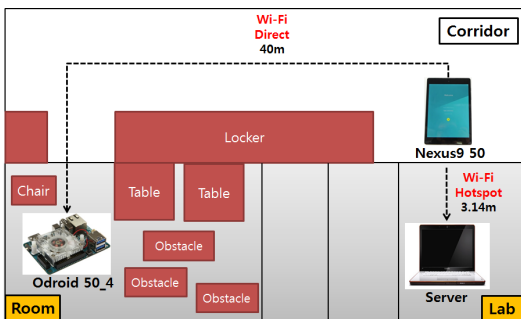 Wi-Fi
Direct
40m
Corridor
Locker
Nexus9 50
Chair
Table
Table
Wi-Fi
Hotspot
3.14m
Obstacle
Odroid 50_4
Obstacle
Obstacle
Server
Room
Lab